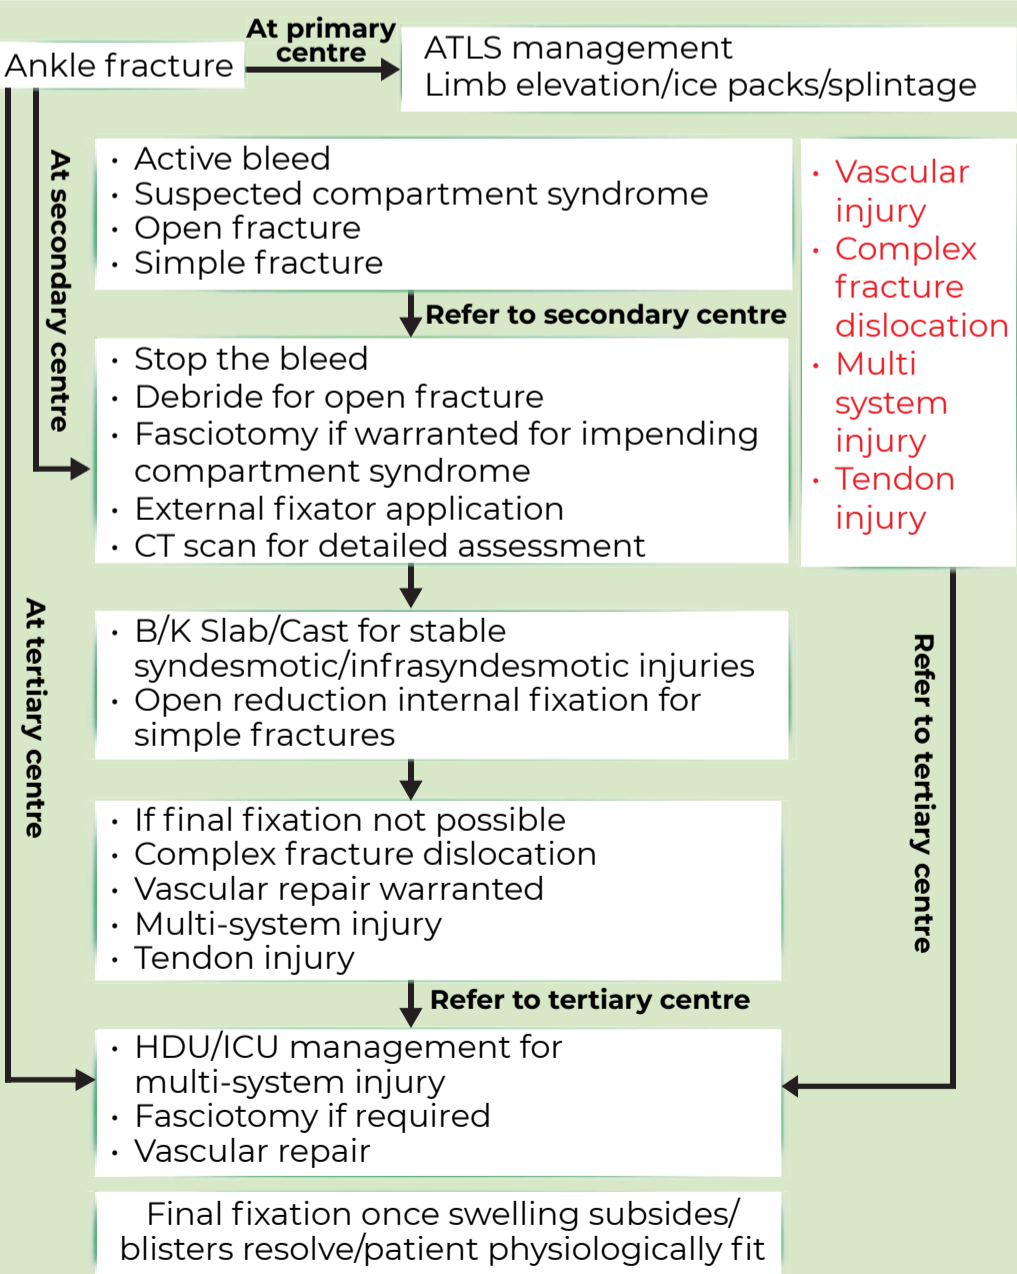 Ankle fracture
At primary
centre
ATLS management
Limb elevation/ice packs/splintage
At secondary centre
· Active bleed
· Suspected compartment syndrome
· Open fracture
· Simple fracture
· Vascular
injury
· Complex
fracture
dislocation
· Multi
system
injury
· Tendon
injury
Refer to secondary centre
· Stop the bleed
· Debride for open fracture
· Fasciotomy if warranted for impending
compartment syndrome
· External fixator application
· CT scan for detailed assessment
At tertiary centre
· B/K Slab/Cast for stable
syndesmotic/infrasyndesmotic injuries
· Open reduction internal fixation for
simple fractures
Refer to tertiary centre
· If final fixation not possible
· Complex fracture dislocation
· Vascular repair warranted
· Multi-system injury
· Tendon injury
Refer to tertiary centre
· HDU/ICU management for
multi-system injury
· Fasciotomy if required
· Vascular repair
Final fixation once swelling subsides/
blisters resolve/patient physiologically fit